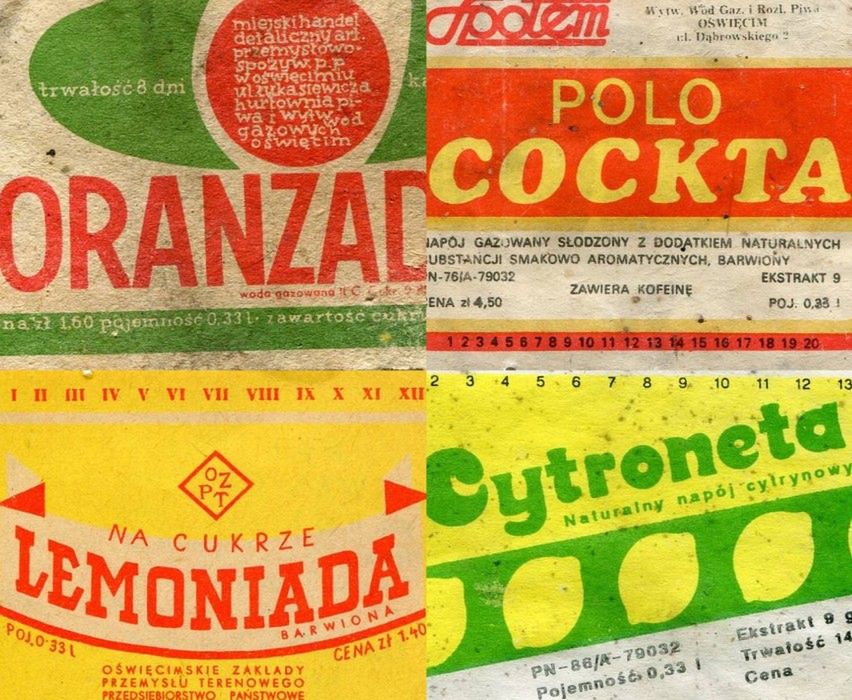 miejski handel
detaliczny art.
przemysłowo-
spożyw. p.p
w oświęcimiu
ul. łukasiewicza
hurtownia pi-
wa i wytw. wód
gazowych
oświęcim
trwałość 8 dni
ka
ORANZAD
woda gazowana
na zł 1.60 pojemność 0,33 l · zawartość cukr
Społem
Wytw. Wód Gaz. i Rozl. Piwa
OŚWIĘCIM
ul. Dąbrowskiego 2
POLO
COCKTA
NAPÓJ GAZOWANY SŁODZONY Z DODATKIEM NATURALNYCH
UBSTANCJI SMAKOWO AROMATYCZNYCH, BARWIONY
N-76/A-79032
EKSTRAKT 9
ZAWIERA KOFEINĘ
ENA zł 4,50
POJ. 0,33 l
1 2 3 4 5 6 7 8 9 10 11 12 13 14 15 16 17 18 19 20
I II III IV V VI VII VIII IX X XI XII
OZ
PT
NA CUKRZE
LEMONIADA
BARWIONA
POJ. 0·33 l
CENA zł 1.40
OŚWIĘCIMSKIE ZAKŁADY
PRZEMYSŁU TERENOWEGO
PRZEDSIĘBIORSTWO PAŃSTWOWE
2 3 4 5 6 7 8 9 10 11 12 13
Cytroneta
Naturalny napój cytrynowy
PN-86/A-79032
Pojemność 0,33 l
Ekstrakt 9 g
Trwałość 14
Cena